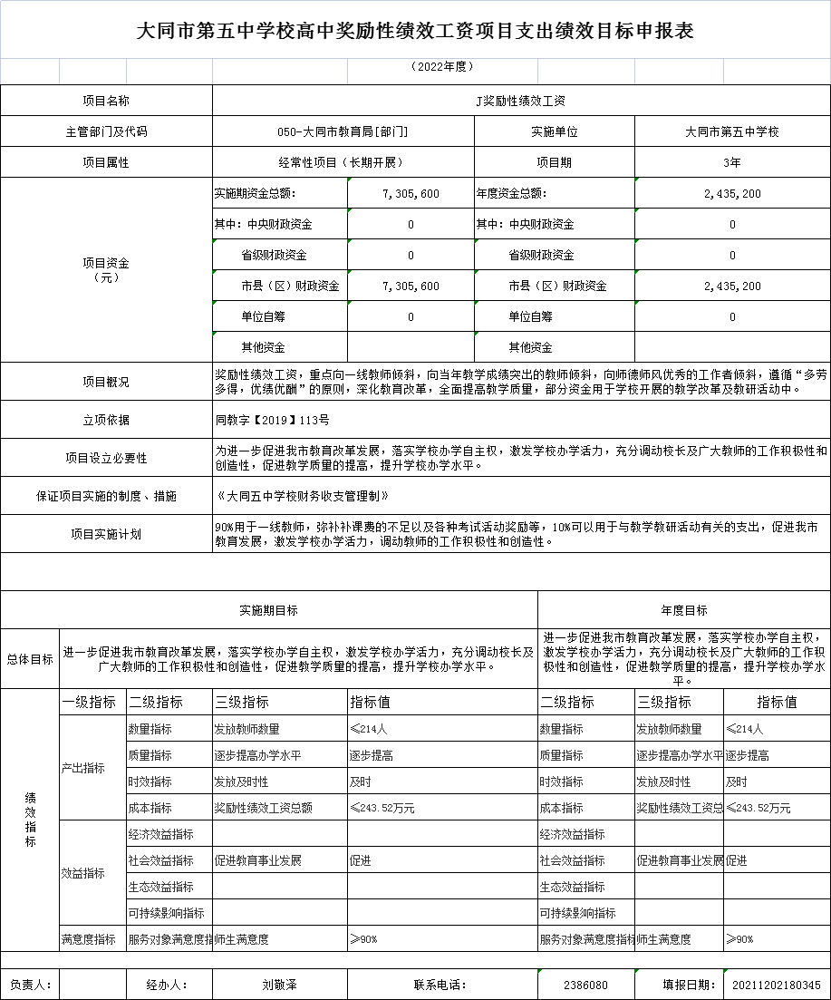 大同市第五中学校高中奖励性绩效工资项目支出绩效目标申报表
（2022年度）
项目名称 J奖励性绩效工资
主管部门及代码 050-大同市教育局[部门] 实施单位 大同市第五中学校
项目属性 经常性项目（长期开展） 项目期 3年
项目资金
（元）
实施期资金总额： 7,305,600 年度资金总额： 2,435,200
其中：中央财政资金 0 其中：中央财政资金 0
省级财政资金 0 省级财政资金 0
市县（区）财政资金 7,305,600 市县（区）财政资金 2,435,200
单位自筹 0 单位自筹 0
其他资金 其他资金
项目概况
奖励性绩效工资，重点向一线教师倾斜，向当年教学成绩突出的教师倾斜，向师德师风优秀的工作者倾斜，遵循“多劳
多得，优绩优酬”的原则，深化教育改革，全面提高教学质量，部分资金用于学校开展的教学改革及教研活动中。
立项依据 同教字【2019】113号
项目设立必要性
为进一步促进我市教育改革发展，落实学校办学自主权，激发学校办学活力，充分调动校长及广大教师的工作积极性和
创造性，促进教学质量的提高，提升学校办学水平。
保证项目实施的制度、措施 《大同五中学校财务收支管理制》
项目实施计划
90%用于一线教师，弥补补课费的不足以及各种考试活动奖励等，10%可以用于与教学教研活动有关的支出，促进我市
教育发展，激发学校办学活力，调动教师的工作积极性和创造性。
实施期目标 年度目标
总体目标
进一步促进我市教育改革发展，落实学校办学自主权，激发学校办学活力，充分调动校长及
广大教师的工作积极性和创造性，促进教学质量的提高，提升学校办学水平。
进一步促进我市教育改革发展，落实学校办学自主权，
激发学校办学活力，充分调动校长及广大教师的工作积
极性和创造性，促进教学质量的提高，提升学校办学水
平。
绩
效
指
标
一级指标 二级指标 三级指标 指标值 二级指标 三级指标 指标值
产出指标
数量指标 发放教师数量 ≤214人 数量指标 发放教师数量 ≤214人
质量指标 逐步提高办学水平 逐步提高 质量指标 逐步提高办学水平 逐步提高
时效指标 发放及时性 及时 时效指标 发放及时性 及时
成本指标 奖励性绩效工资总额 ≤243.52万元 成本指标 奖励性绩效工资总 ≤243.52万元
效益指标
经济效益指标 经济效益指标
社会效益指标 促进教育事业发展 促进 社会效益指标 促进教育事业发展 促进
生态效益指标 生态效益指标
可持续影响指标 可持续影响指标
满意度指标 服务对象满意度指 师生满意度 ≥90% 服务对象满意度指标 师生满意度 ≥90%
负责人： 经办人： 刘敬泽 联系电话： 2386080 填报日期： 20211202180345